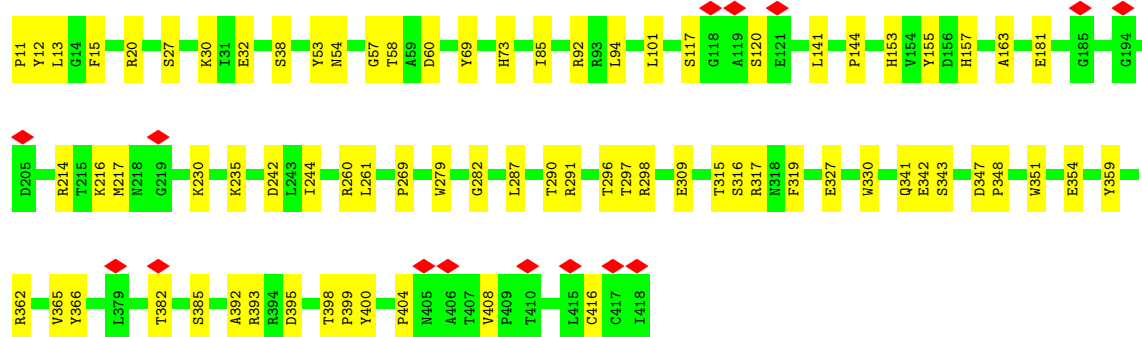 P11 Y12 L13 G14 F15 R20 S27 K30 I31 E32 S38 Y53 N54 G57 T58 A59 D60 Y69 H73 I85 R92 R93 L94 L101 S117 G118 A119 S120 E121 L141 P144 H153 V154 Y155 D156 H157 A163 E181 G185 G194
D205 R214 T215 K216 M217 N218 G219 K230 K235 D242 L243 I244 R260 L261 P269 W279 G282 L287 T290 R291 T296 T297 R298 E309 T315 S316 R317 N318 F319 E327 W330 Q341 E342 S343 D347 P348 W351 E354 Y359
R362 V365 Y366 L379 T382 S385 A392 R393 R394 D395 T398 P399 Y400 P404 N405 A406 T407 V408 P409 T410 L415 C416 C417 I418